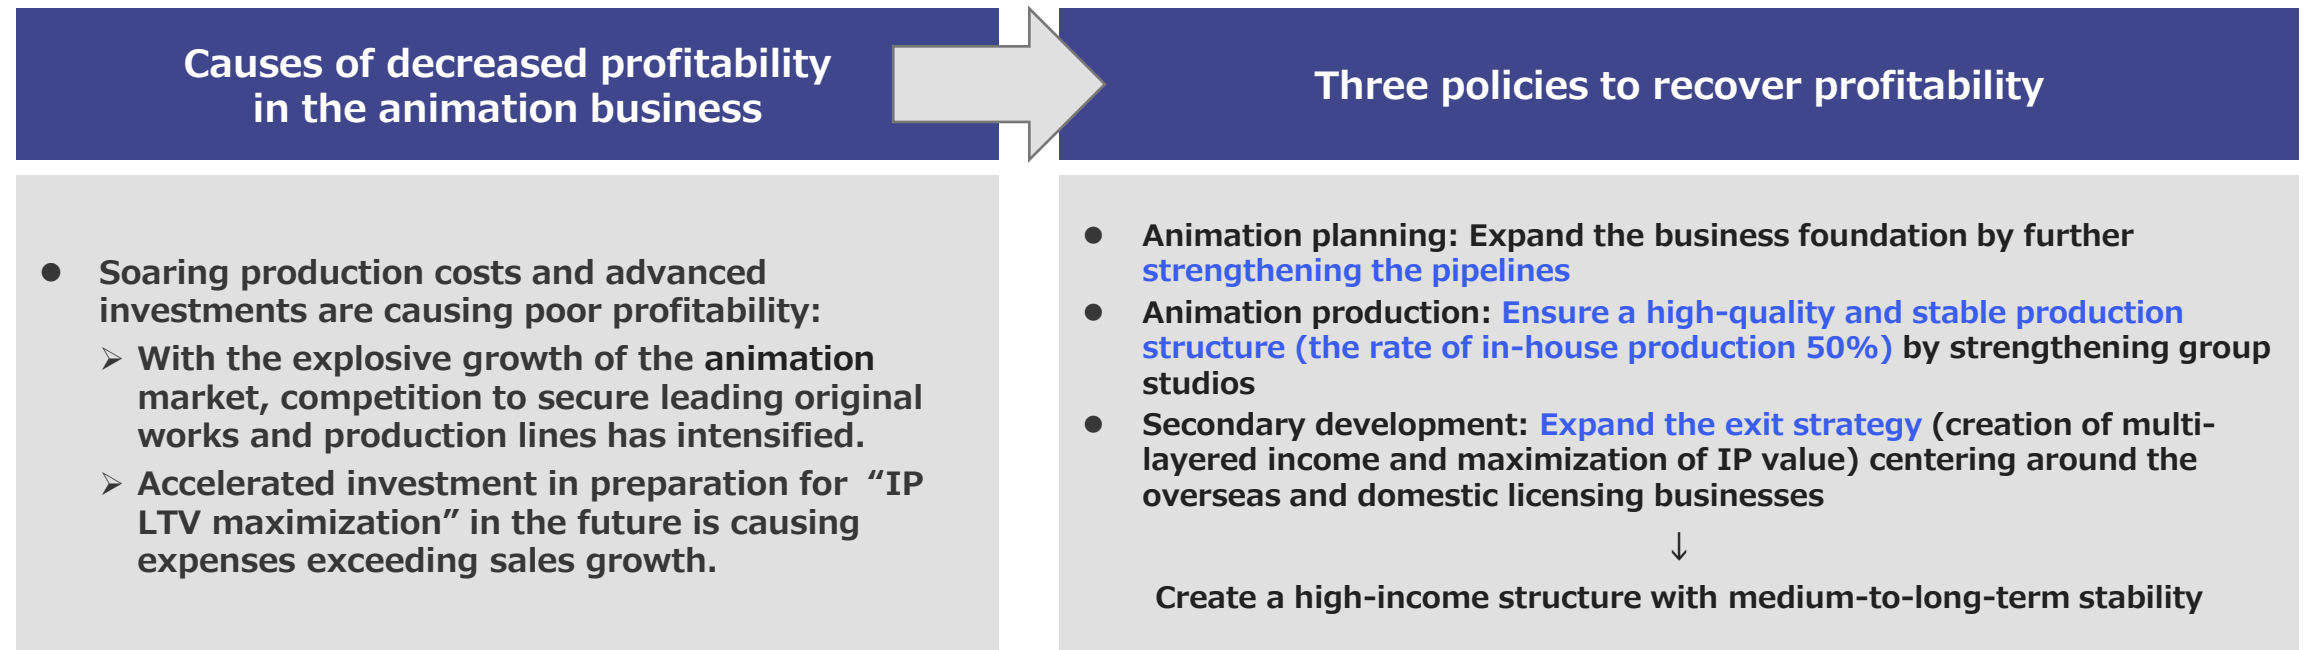 Causes of decreased profitability
in the animation business
● Soaring production costs and advanced
investments are causing poor profitability:
➢ With the explosive growth of the animation
market, competition to secure leading original
works and production lines has intensified.
➢ Accelerated investment in preparation for “IP
LTV maximization” in the future is causing
expenses exceeding sales growth.
Three policies to recover profitability
● Animation planning: Expand the business foundation by further
strengthening the pipelines
● Animation production: Ensure a high-quality and stable production
structure (the rate of in-house production 50%) by strengthening group
studios
● Secondary development: Expand the exit strategy (creation of multi-
layered income and maximization of IP value) centering around the
overseas and domestic licensing businesses
↓
Create a high-income structure with medium-to-long-term stability